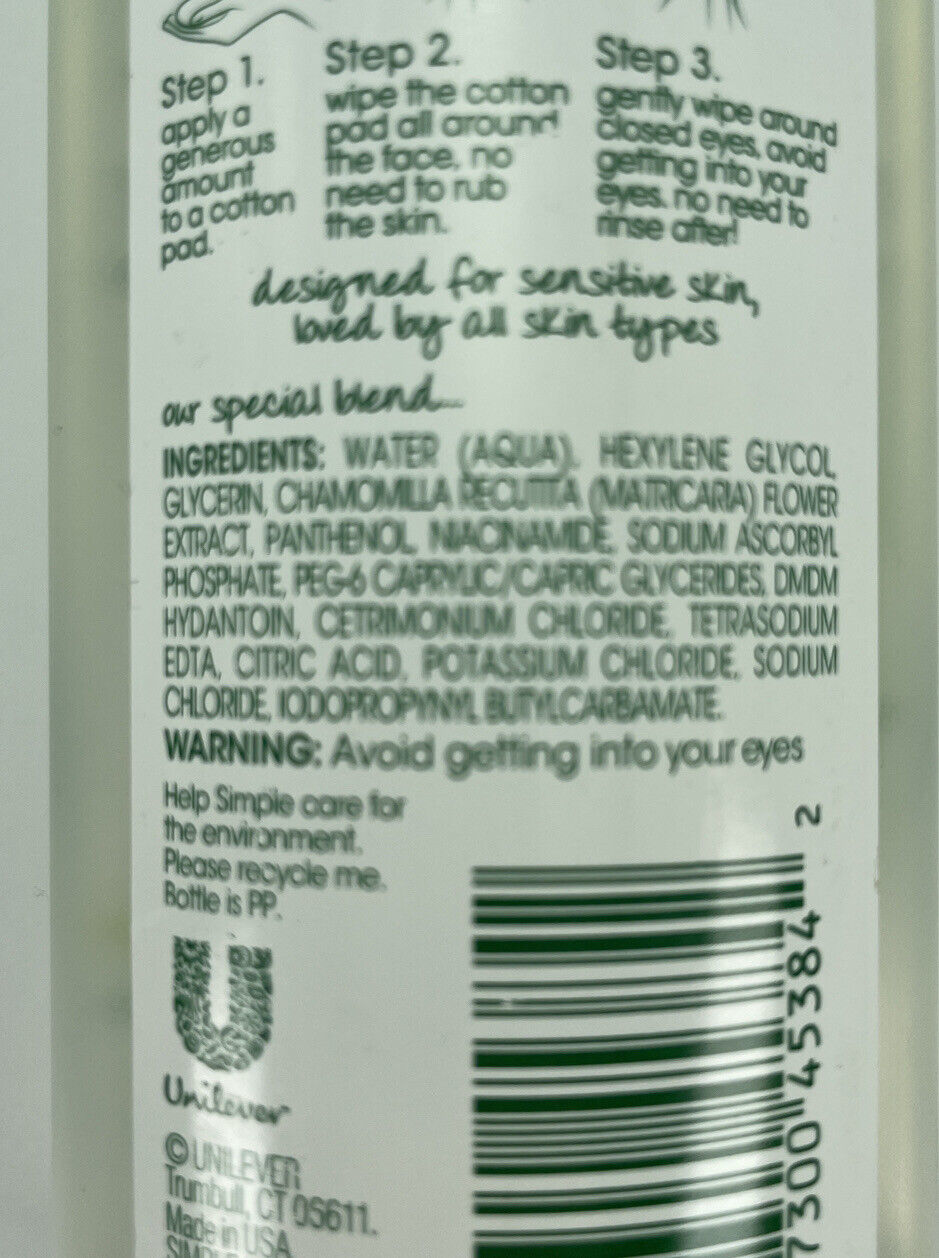 Step 1.
apply a
generous
amount
to a cotton
pad.
Step 2.
wipe the cotton
pad all around
the face, no
need to rub
the skin.
Step 3.
gently wipe around
closed eyes, avoid
getting into your
eyes. no need to
rinse after!
designed for sensitive skin,
loved by all skin types
our special blend...
INGREDIENTS: WATER (AQUA), HEXYLENE GLYCOL,
GLYCERIN, CHAMOMILLA RECUTITA (MATRICARIA) FLOWER
EXTRACT, PANTHENOL, NIACINAMIDE, SODIUM ASCORBYL
PHOSPHATE, PEG-6 CAPRYLIC/CAPRIC GLYCERIDES, DMDM
HYDANTOIN, CETRIMONIUM CHLORIDE, TETRASODIUM
EDTA, CITRIC ACID, POTASSIUM CHLORIDE, SODIUM
CHLORIDE, IODOPROPYNYL BUTYLCARBAMATE.
WARNING: Avoid getting into your eyes
Help Simple care for
the environment.
Please recycle me.
Bottle is PP.
Unilever
© UNILEVER
Trumbull, CT 06611.
Made in USA
7300 45384 2